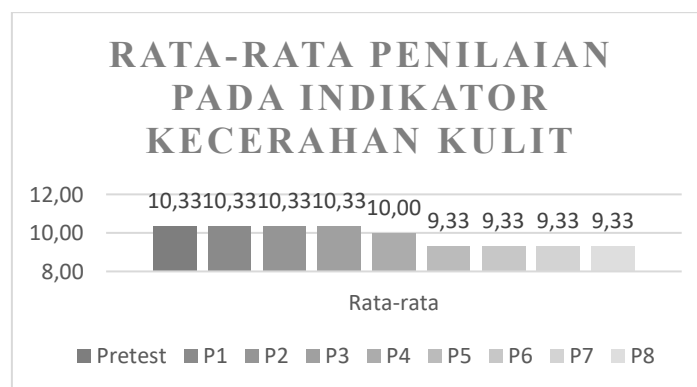 RATA-RATA PENILAIAN
PADA INDIKATOR
KECERAHAN KULIT
12,00
10,00
8,00
10,33 10,33 10,33 10,33 10,00 9,33 9,33 9,33 9,33
Rata-rata
Pretest P1 P2 P3 P4 P5 P6 P7 P8